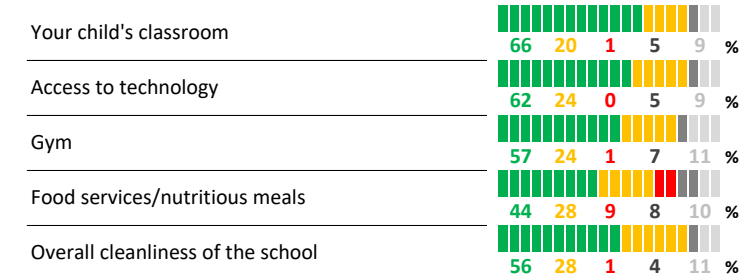 Your child's classroom
66 20 1 5 9 %
Access to technology
62 24 0 5 9 %
Gym
57 24 1 7 11 %
Food services/nutritious meals
44 28 9 8 10 %
Overall cleanliness of the school
56 28 1 4 11 %